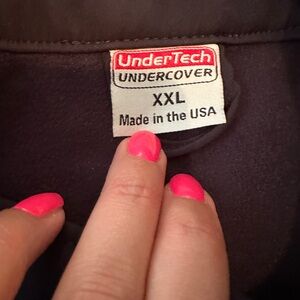 UnderTech
UNDERCOVER
XXL
Made in the USA